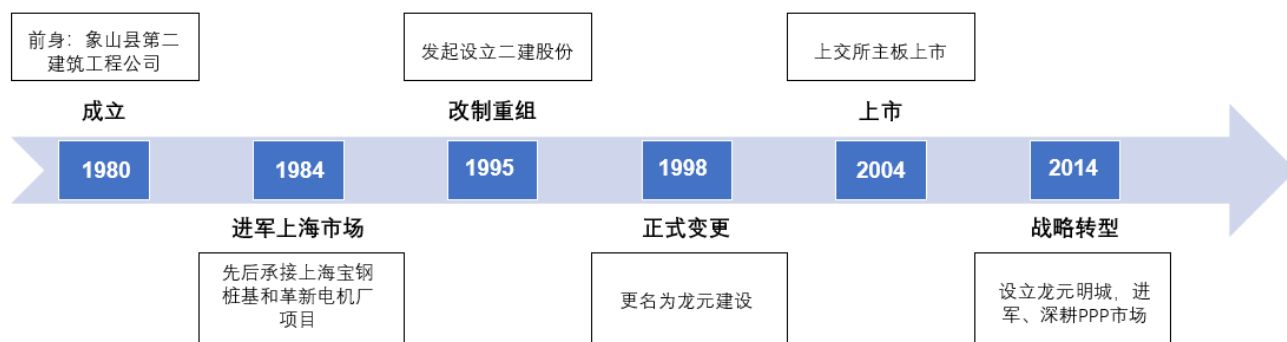 前身：象山县第二
建筑工程公司
发起设立二建股份
上交所主板上市
成立
改制重组
上市
1980
1984
1995
1998
2004
2014
进军上海市场
正式变更
战略转型
先后承接上海宝钢
桩基和革新电机厂
项目
更名为龙元建设
设立龙元明城，进
军、深耕PPP市场